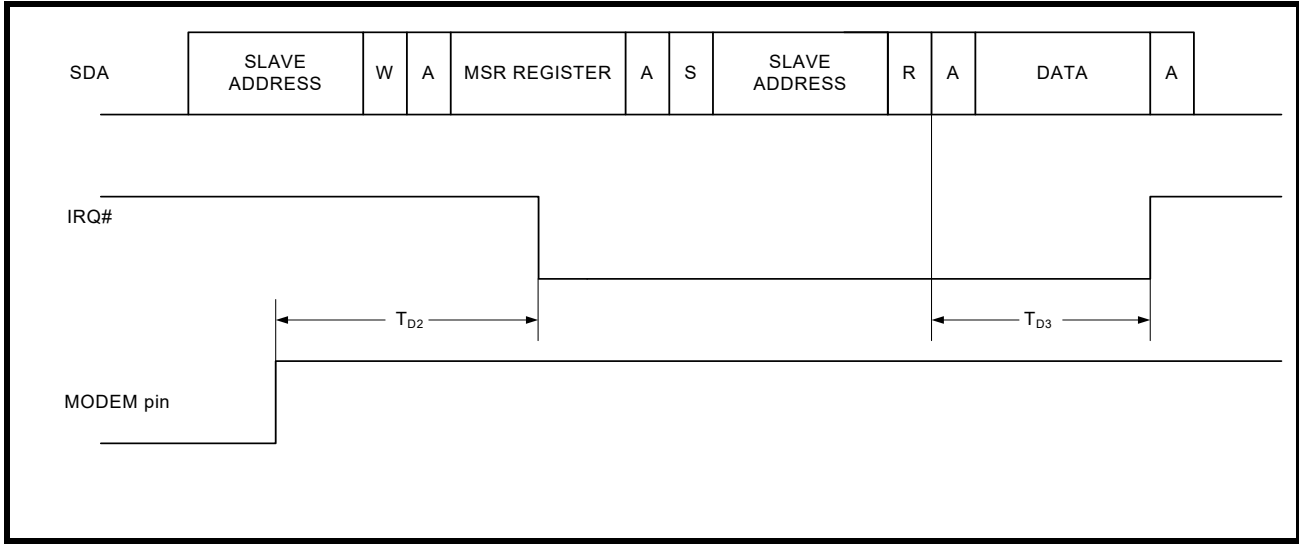 SDA
SLAVE
ADDRESS
W
A
MSR REGISTER
A
S
SLAVE
ADDRESS
R
A
DATA
A
IRQ#
TD2
TD3
MODEM pin